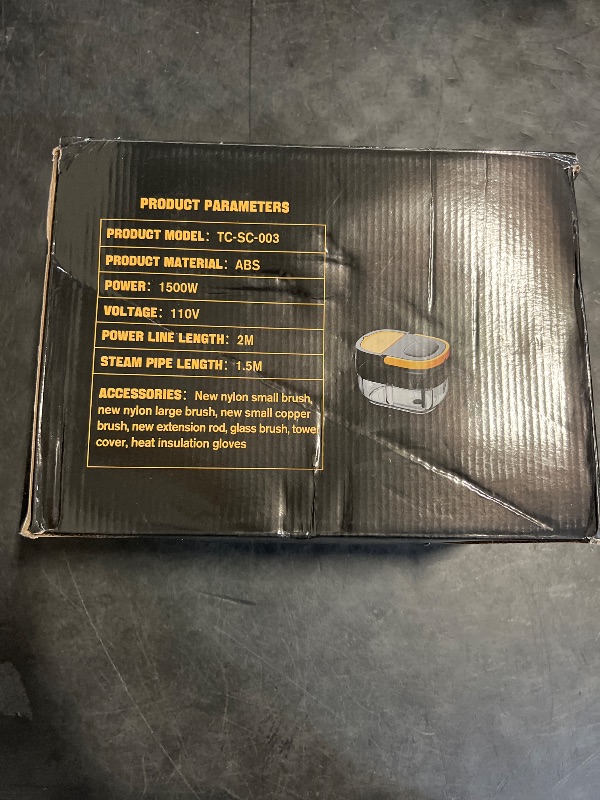 PRODUCT PARAMETERS
PRODUCT MODEL: TC-SC-003
PRODUCT MATERIAL: ABS
POWER: 1500W
VOLTAGE: 110V
POWER LINE LENGTH: 2M
STEAM PIPE LENGTH: 1.5M
ACCESSORIES: New nylon small brush,
new nylon large brush, new small copper
brush, new extension rod, glass brush, towel
cover, heat insulation gloves